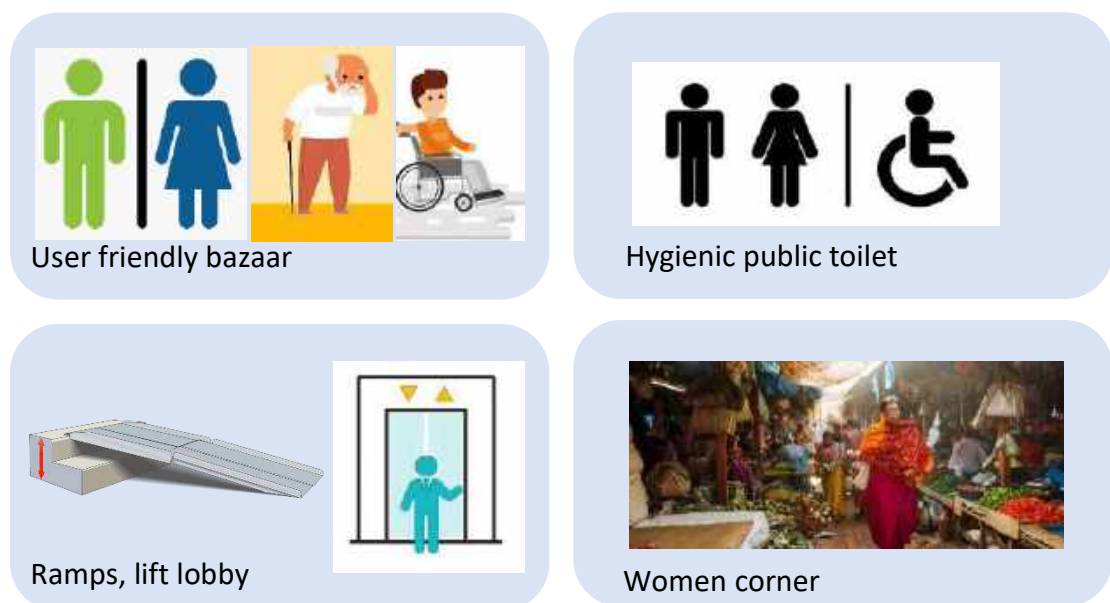 User friendly bazaar
Hygienic public toilet
Ramps, lift lobby
Women corner